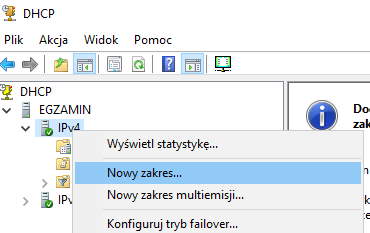 DHCP
Plik Akcja Widok Pomoc
DHCP
EGZAMIN
IPv4
Wyświetl statystykę...
Nowy zakres...
Nowy zakres multiemisji...
Konfiguruj tryb failover...